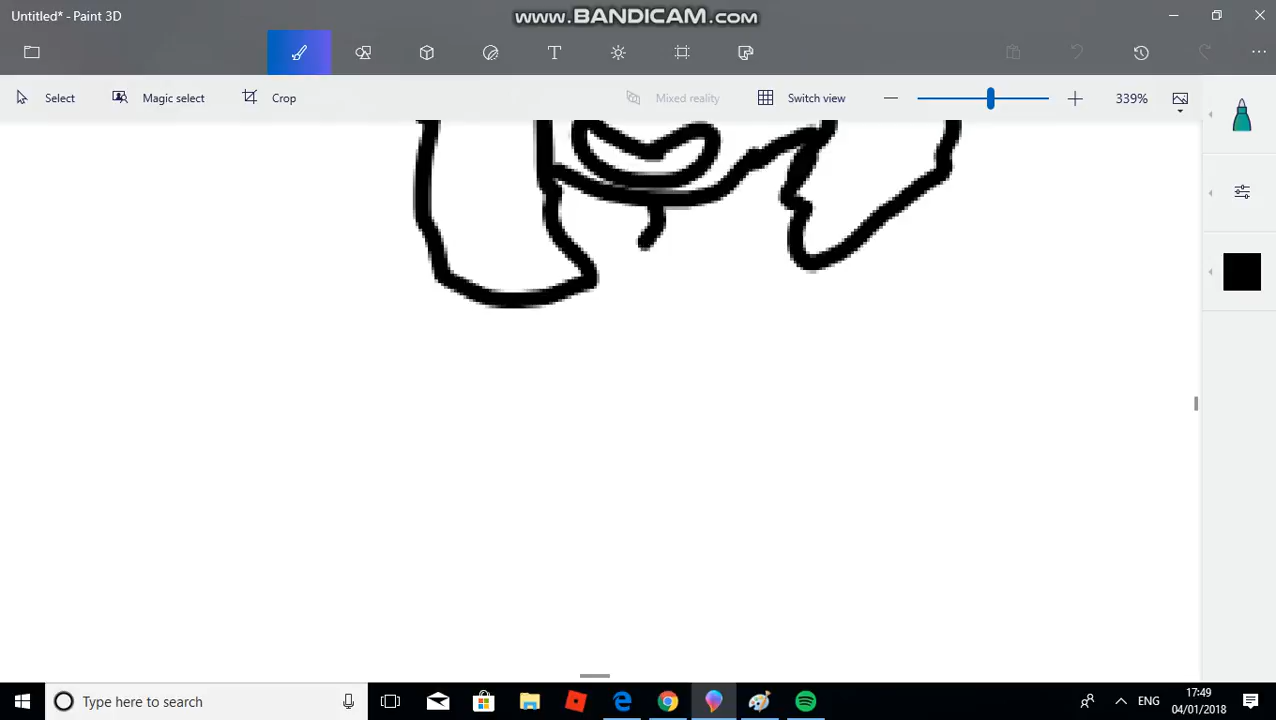 Untitled* - Paint 3D
www.BANDICAM.com
Select
Magic select
Crop
Mixed reality
Switch view
339%
Type here to search
ENG
17:49
04/01/2018